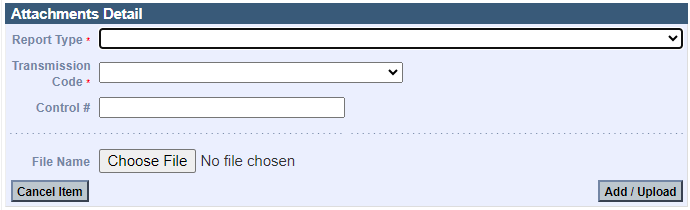 Attachments Detail
Report Type *
Transmission
Code *
Control #
File Name Choose File No file chosen
Cancel Item Add / Upload